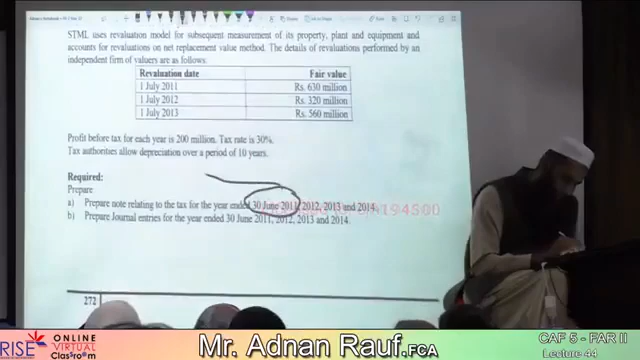 STML uses revaluation model for subsequent measurement of its property, plant and equipment and
accounts for revaluations on net replacement value method. The details of revaluations performed by an
independent firm of valuers are as follows.
Revaluation date Fair value
1 July 2011 Rs. 630 million
1 July 2012 Rs. 320 million
1 July 2013 Rs. 560 million
Profit before tax for each year is 200 million. Tax rate is 30%.
Tax authorities allow depreciation over a period of 10 years.
Required:
Prepare
a) Prepare note relating to the tax for the year ended 30 June 2011, 2012, 2013 and 2014.
b) Prepare Journal entries for the year ended 30 June 2011, 2012, 2013 and 2014.
194500
272
RISE ONLINE VIRTUAL Classroom
Mr. Adnan Rauf.FCA
CAF 5 - FAR II
Lecture 44